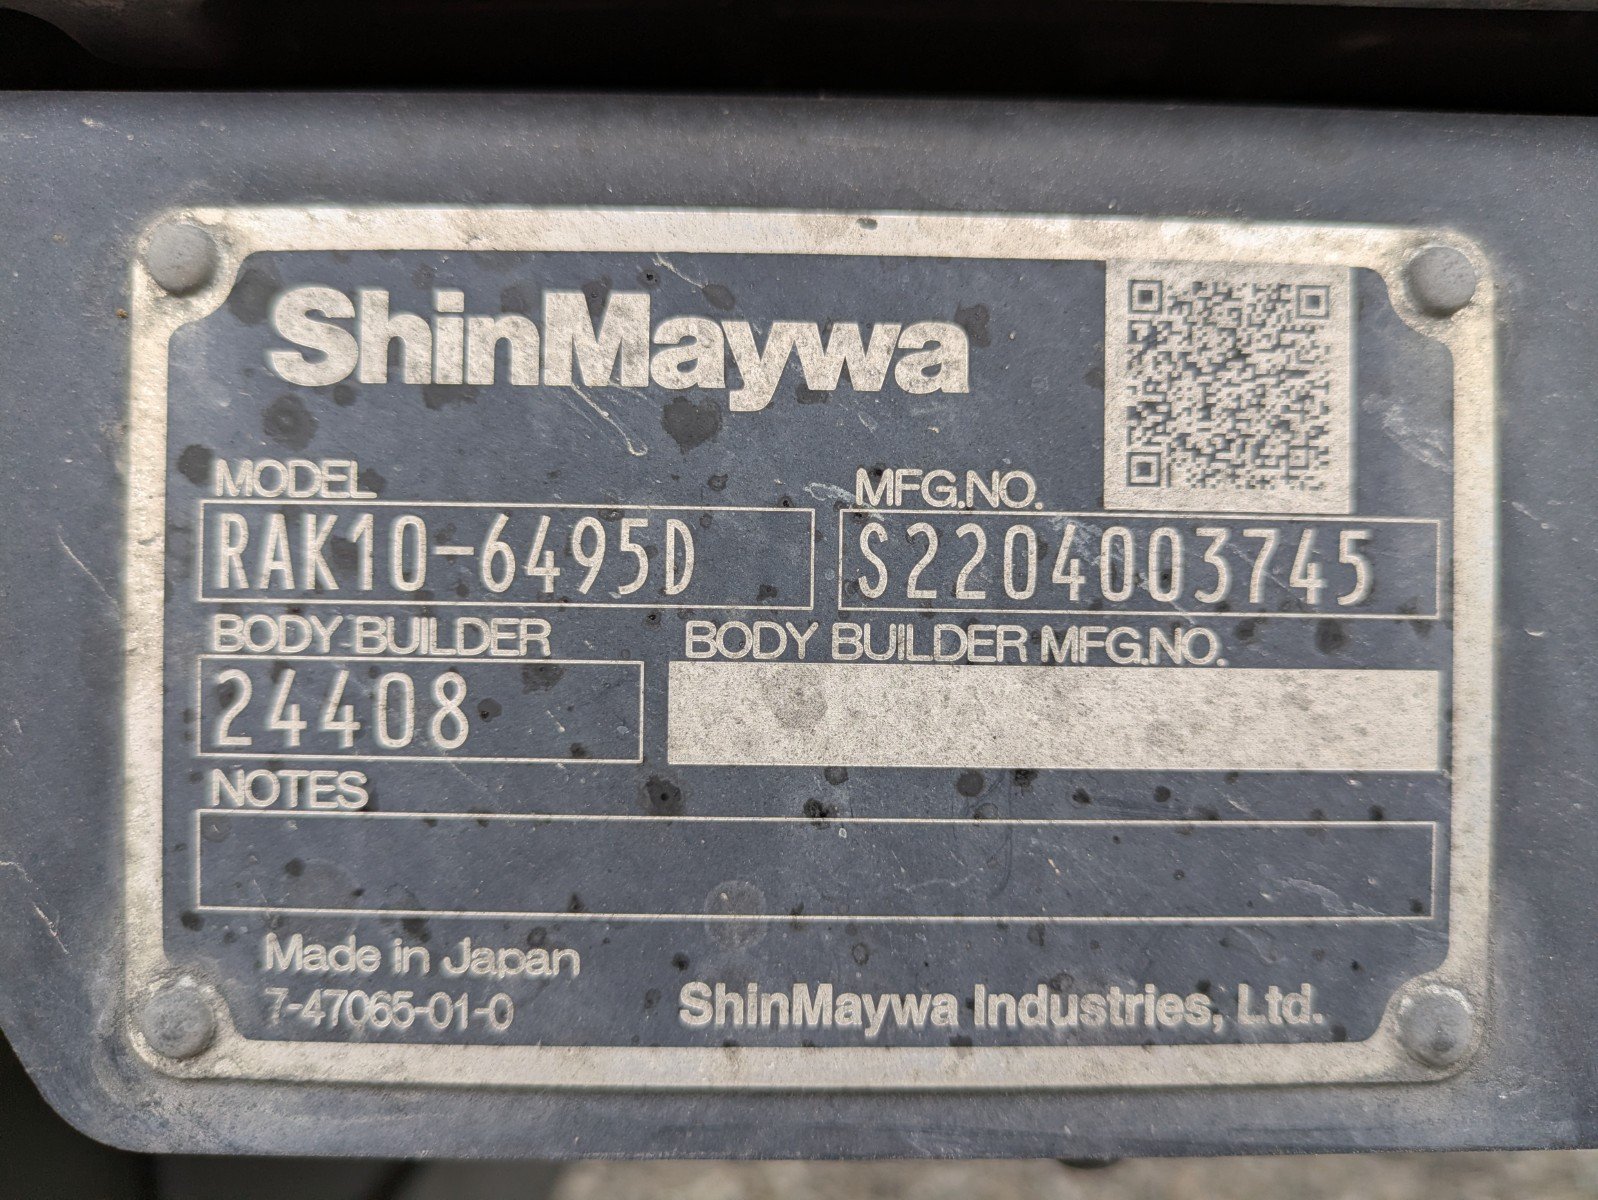 ShinMaywa
MODEL
MFG.NO.
RAK10-6495D
S2204003745
BODY BUILDER
BODY BUILDER MFG.NO.
24408
NOTES
Made in Japan
7-47065-01-0
ShinMaywa Industries, Ltd.